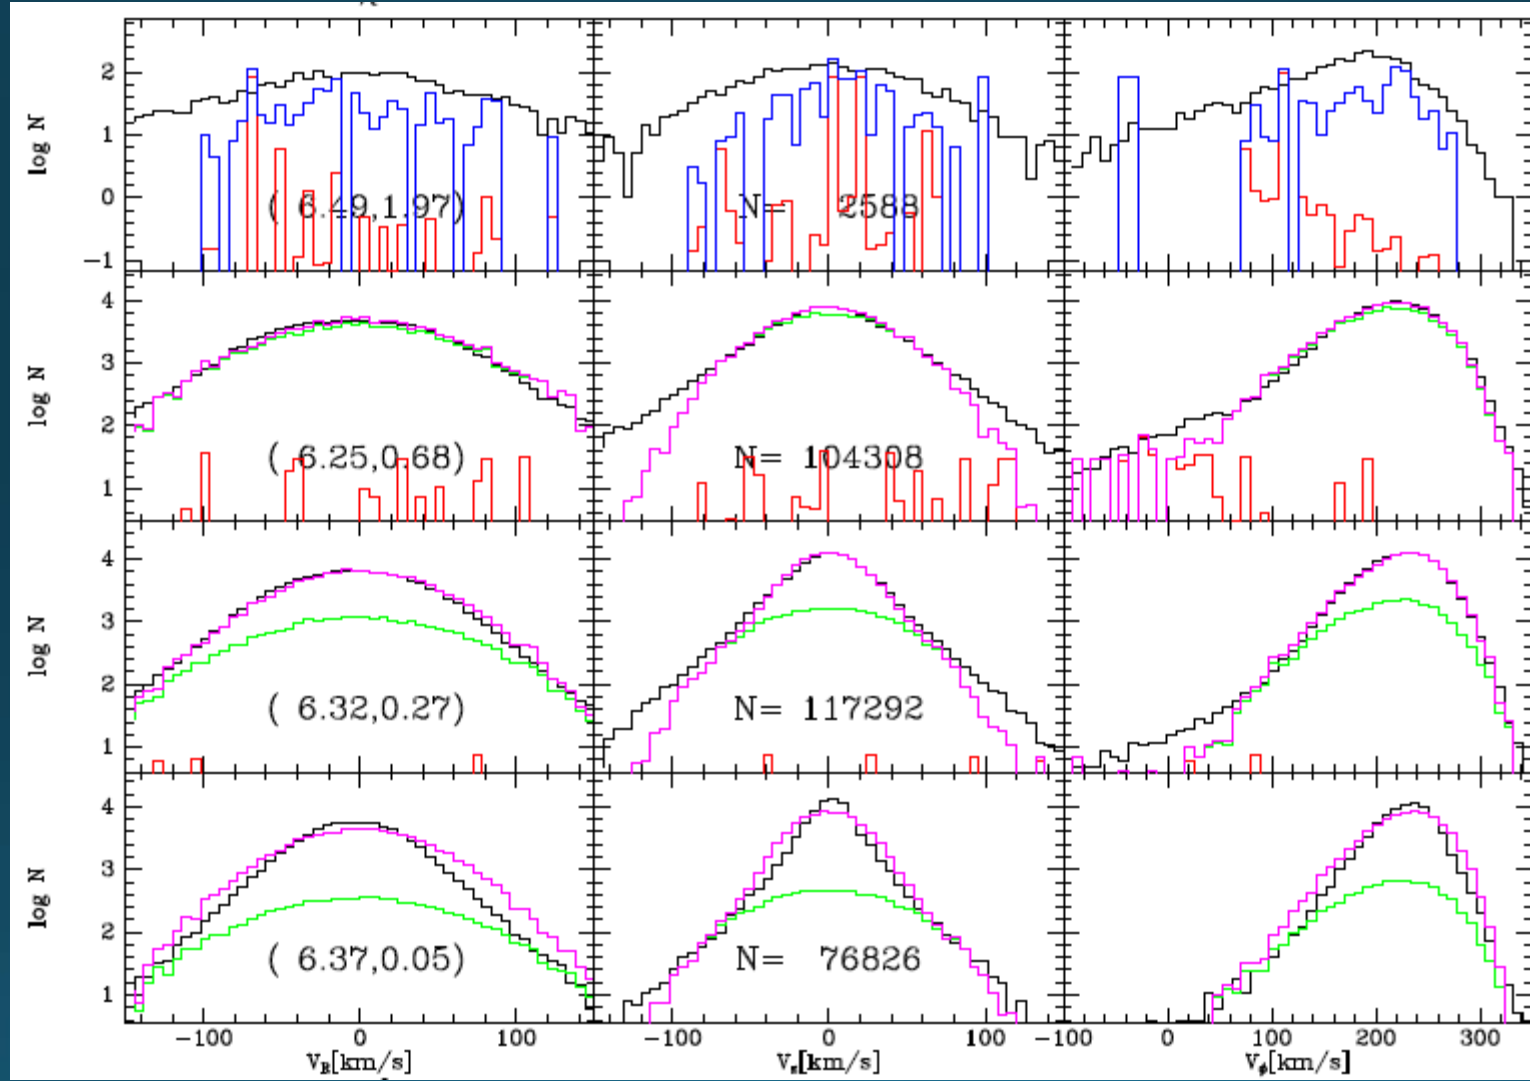 log N
2
1
0
−1
( 6.49,1.97)
N= 2588
log N
4
3
2
1
( 6.25,0.68)
N= 104308
log N
4
3
2
1
( 6.32,0.27)
N= 117292
log N
4
3
2
1
( 6.37,0.05)
N= 76826
−100 0 100 −100 0 100 −100 0 100 200 300
V_R[km/s] V_z[km/s] V_ϕ[km/s]